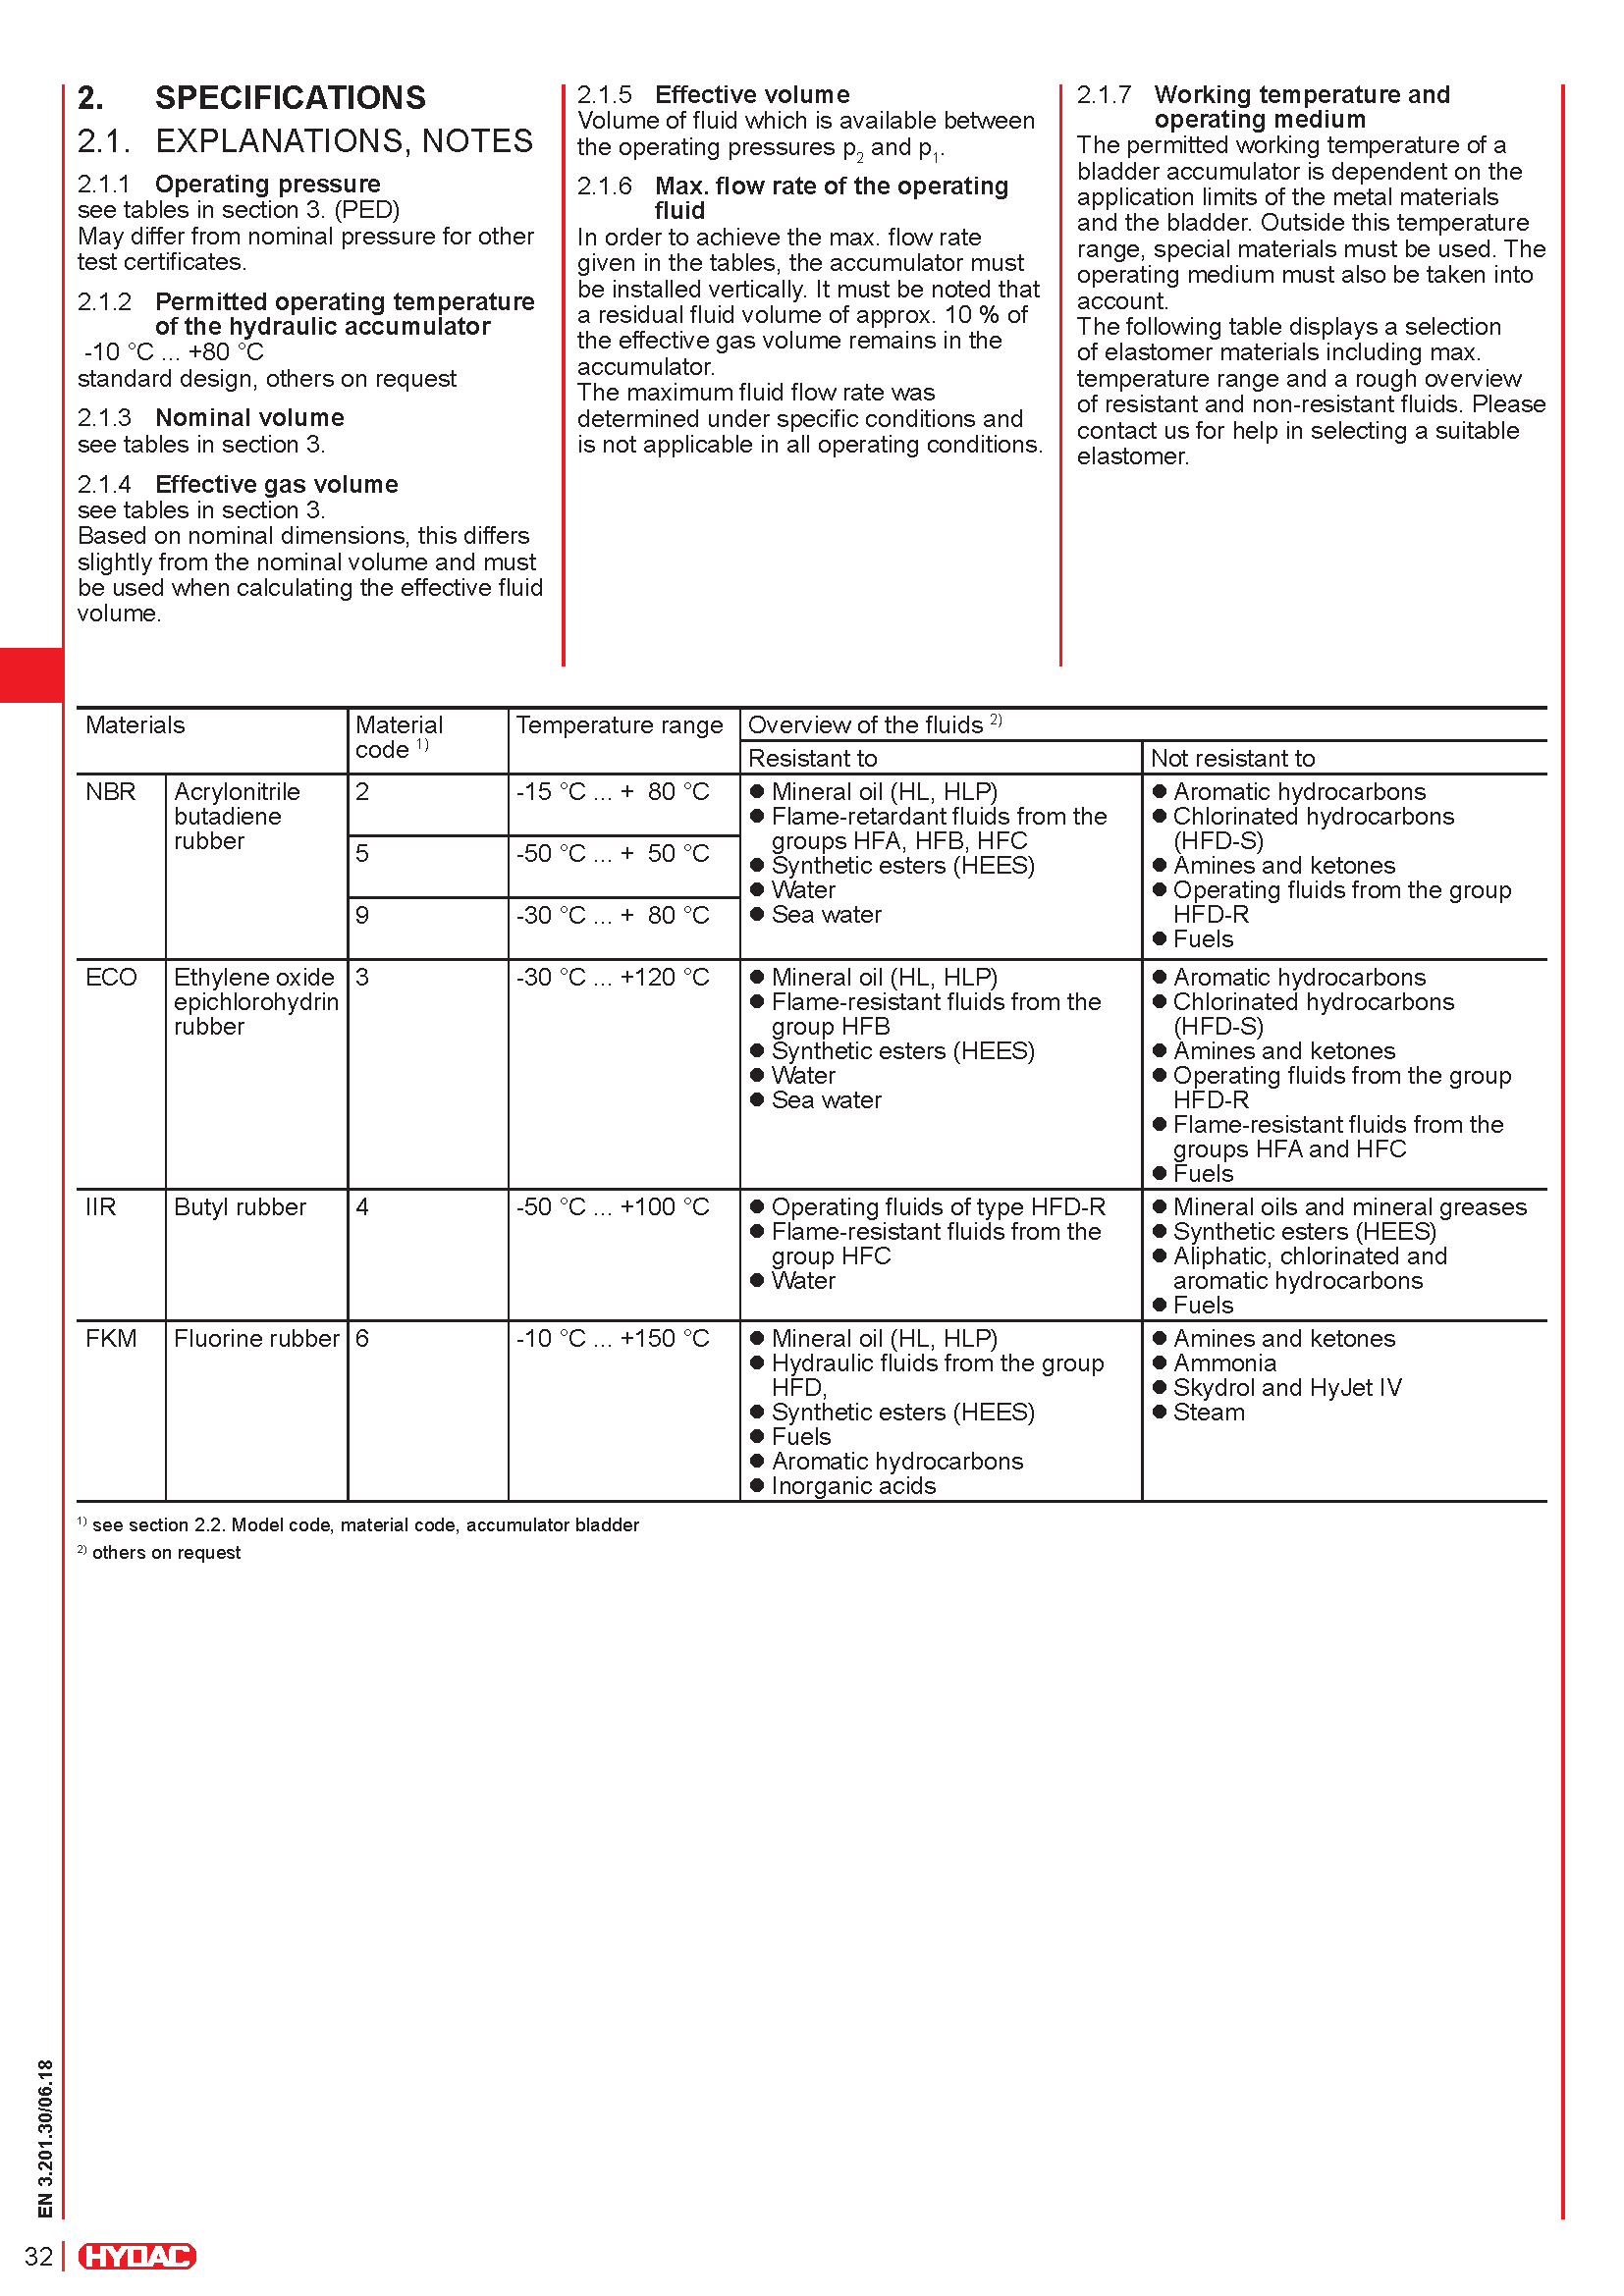 2. SPECIFICATIONS
2.1. EXPLANATIONS, NOTES
2.1.1 Operating pressure
see tables in section 3. (PED)
May differ from nominal pressure for other
test certificates.
2.1.2 Permitted operating temperature
of the hydraulic accumulator
-10 °C ... +80 °C
standard design, others on request
2.1.3 Nominal volume
see tables in section 3.
2.1.4 Effective gas volume
see tables in section 3.
Based on nominal dimensions, this differs
slightly from the nominal volume and must
be used when calculating the effective fluid
volume.
2.1.5 Effective volume
Volume of fluid which is available between
the operating pressures p2 and p1.
2.1.6 Max. flow rate of the operating
fluid
In order to achieve the max. flow rate
given in the tables, the accumulator must
be installed vertically. It must be noted that
a residual fluid volume of approx. 10 % of
the effective gas volume remains in the
accumulator.
The maximum fluid flow rate was
determined under specific conditions and
is not applicable in all operating conditions.
2.1.7 Working temperature and
operating medium
The permitted working temperature of a
bladder accumulator is dependent on the
application limits of the metal materials
and the bladder. Outside this temperature
range, special materials must be used. The
operating medium must also be taken into
account.
The following table displays a selection
of elastomer materials including max.
temperature range and a rough overview
of resistant and non-resistant fluids. Please
contact us for help in selecting a suitable
elastomer.
Materials
Material
code 1)
Temperature range
Overview of the fluids 2)
Resistant to
Not resistant to
NBR
Acrylonitrile
butadiene
rubber
2
-15 °C ... + 80 °C
5
-50 °C ... + 50 °C
9
-30 °C ... + 80 °C
● Mineral oil (HL, HLP)
● Flame-retardant fluids from the
groups HFA, HFB, HFC
● Synthetic esters (HEES)
● Water
● Sea water
● Aromatic hydrocarbons
● Chlorinated hydrocarbons
(HFD-S)
● Amines and ketones
● Operating fluids from the group
HFD-R
● Fuels
ECO
Ethylene oxide
epichlorohydrin
rubber
3
-30 °C ... +120 °C
● Mineral oil (HL, HLP)
● Flame-resistant fluids from the
group HFB
● Synthetic esters (HEES)
● Water
● Sea water
● Aromatic hydrocarbons
● Chlorinated hydrocarbons
(HFD-S)
● Amines and ketones
● Operating fluids from the group
HFD-R
● Flame-resistant fluids from the
groups HFA and HFC
● Fuels
IIR
Butyl rubber
4
-50 °C ... +100 °C
● Operating fluids of type HFD-R
● Flame-resistant fluids from the
group HFC
● Water
● Mineral oils and mineral greases
● Synthetic esters (HEES)
● Aliphatic, chlorinated and
aromatic hydrocarbons
● Fuels
FKM
Fluorine rubber
6
-10 °C ... +150 °C
● Mineral oil (HL, HLP)
● Hydraulic fluids from the group
HFD,
● Synthetic esters (HEES)
● Fuels
● Aromatic hydrocarbons
● Inorganic acids
● Amines and ketones
● Ammonia
● Skydrol and HyJet IV
● Steam
1) see section 2.2. Model code, material code, accumulator bladder
2) others on request
EN 3.201.30/06.18
32
HYDAC